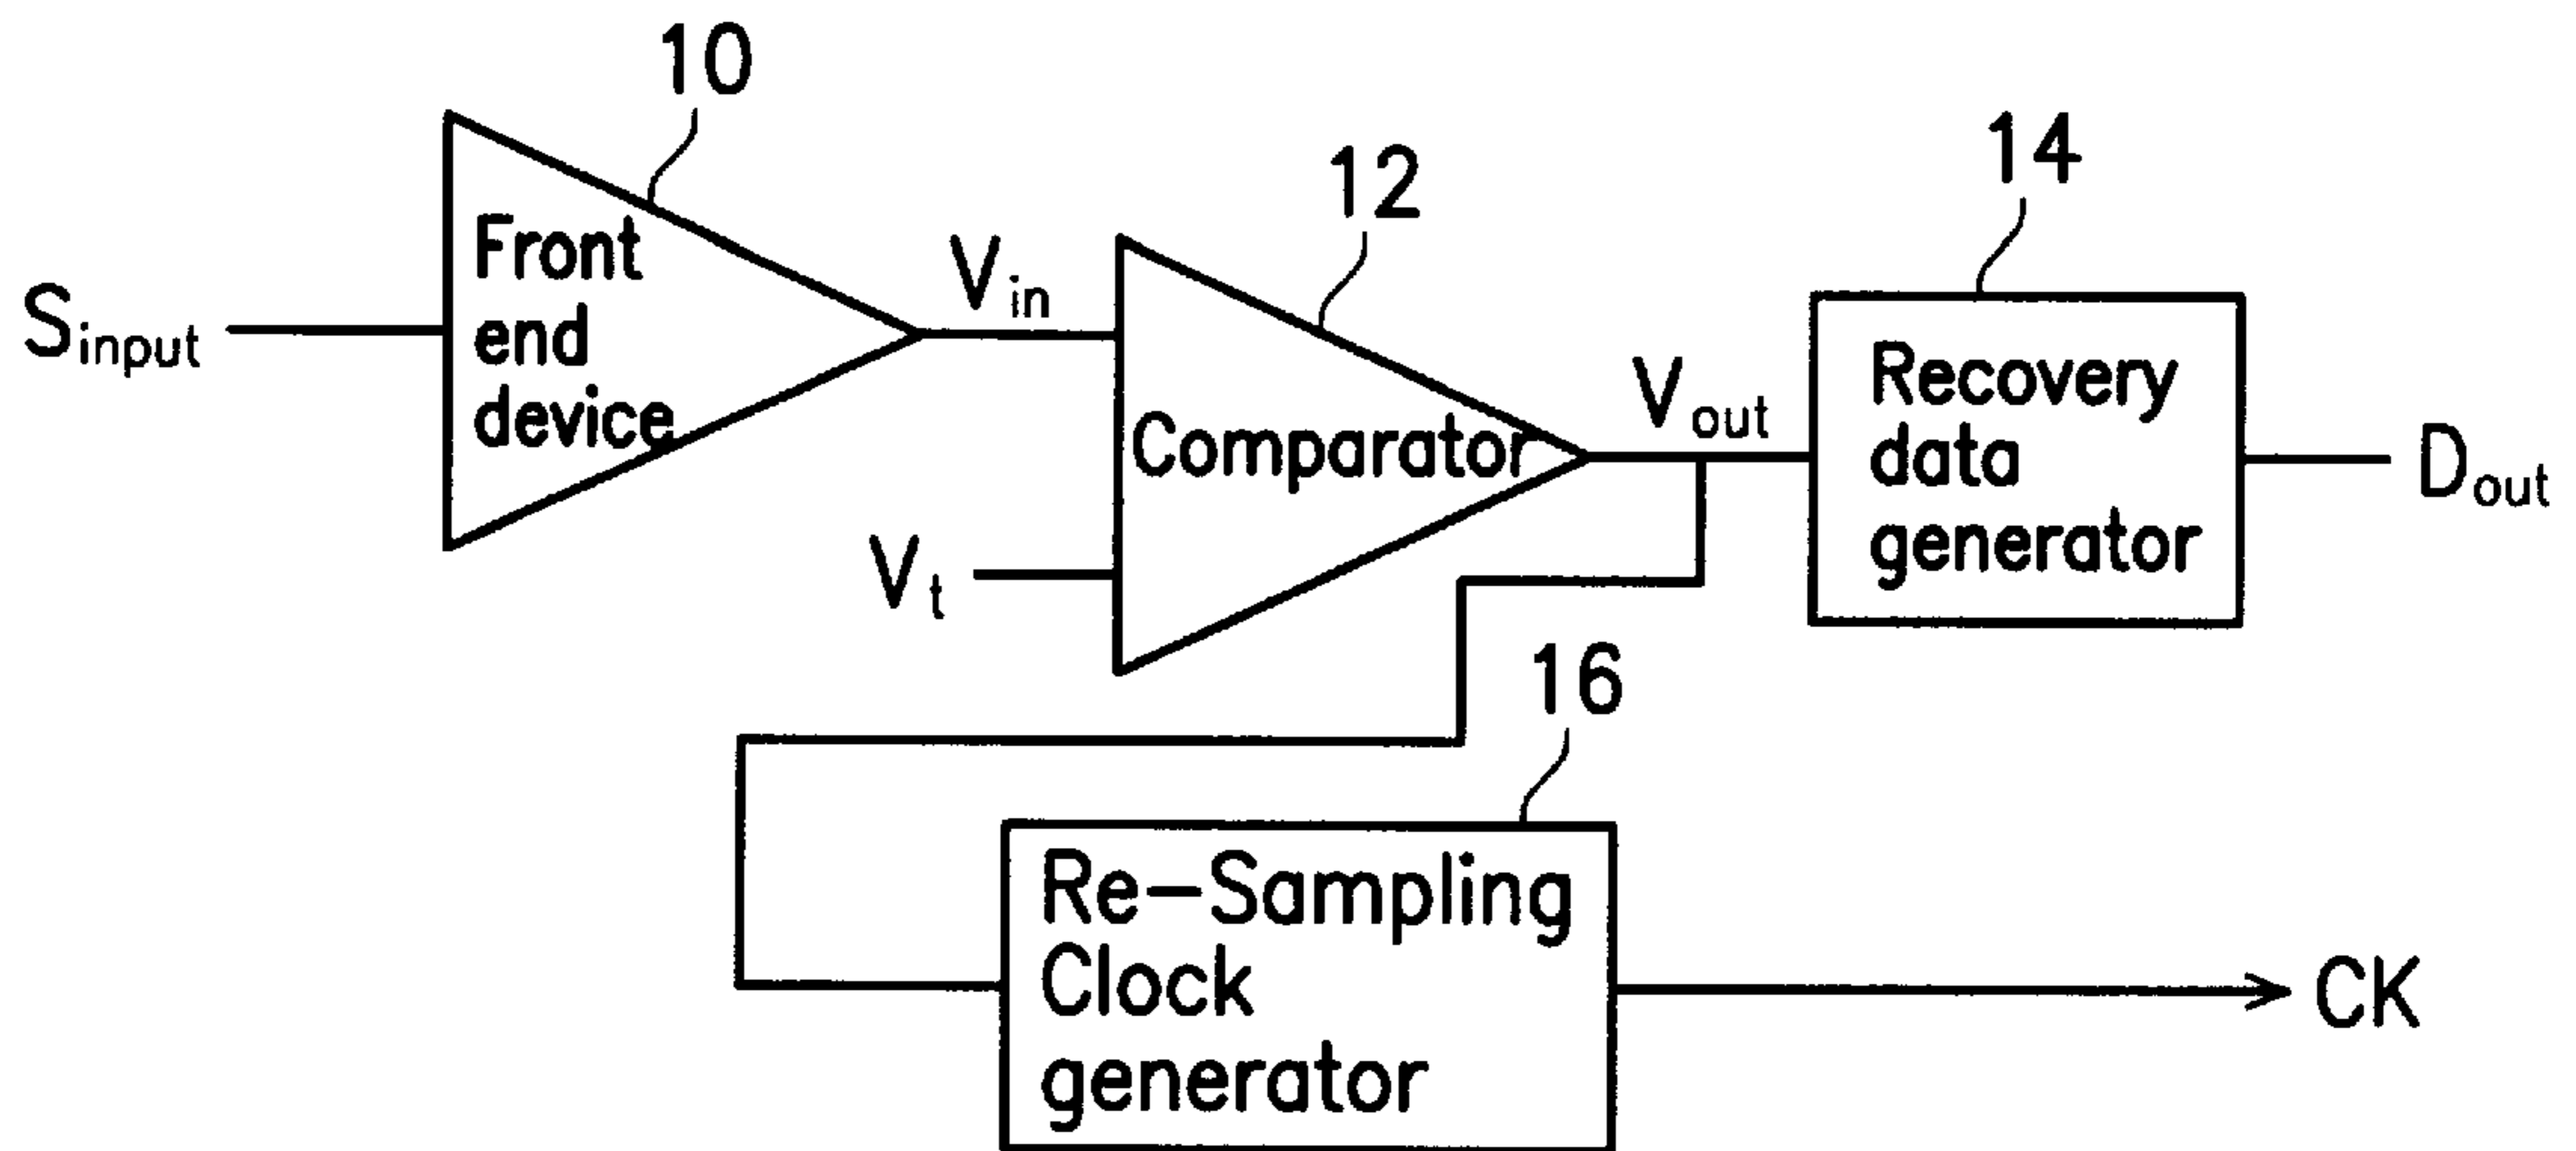 10
Front
end
device
S_input
V_in
12
Comparator
V_t
V_out
14
Recovery
data
generator
D_out
16
Re-Sampling
Clock
generator
CK